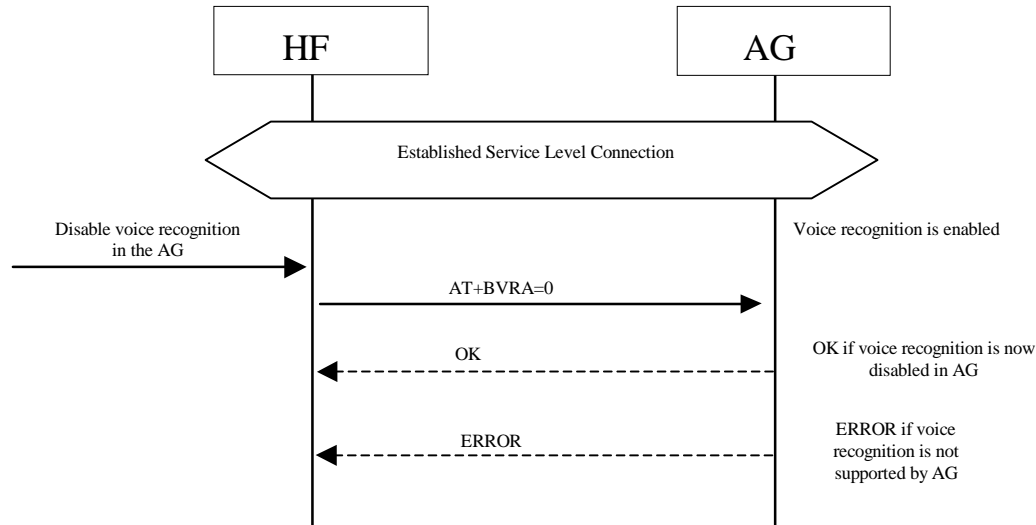 HF
AG
Established Service Level Connection
Disable voice recognition
in the AG
Voice recognition is enabled
AT+BVRA=0
OK
OK if voice recognition is now
disabled in AG
ERROR
ERROR if voice
recognition is not
supported by AG